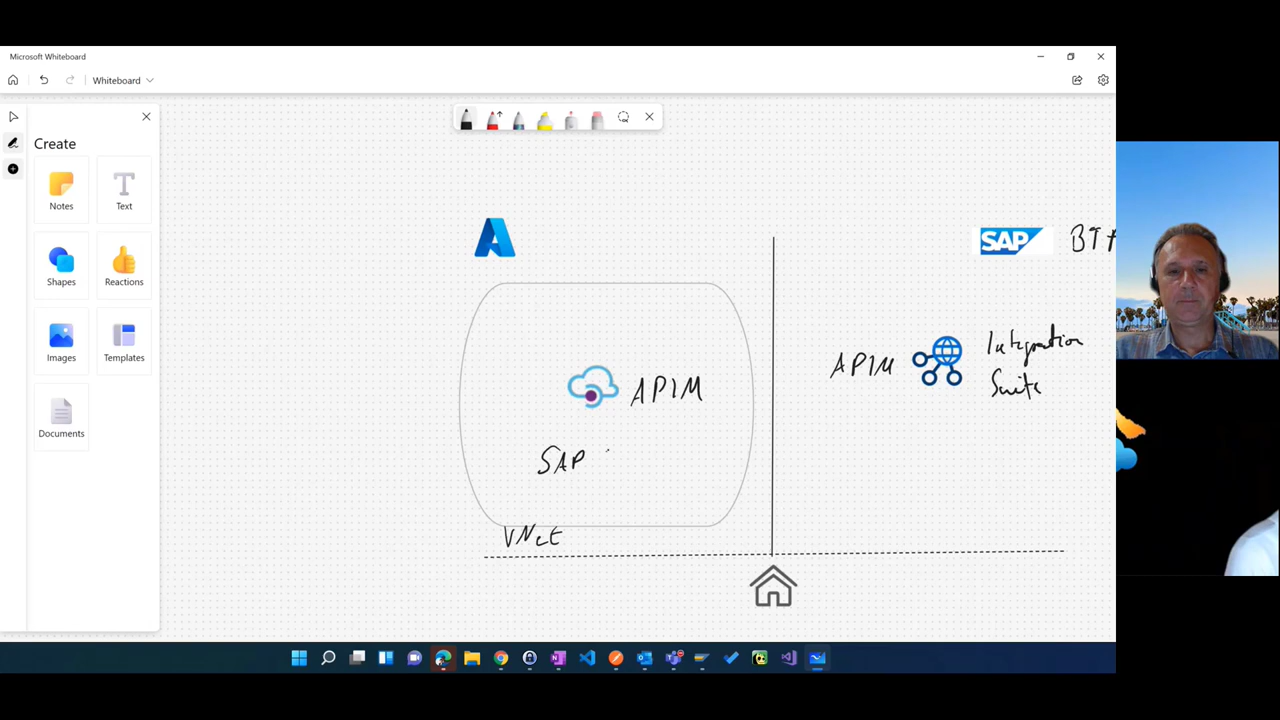 Microsoft Whiteboard
Whiteboard
Create
Notes
Text
Shapes
Reactions
Images
Templates
Documents
SAP
APIM
Integration
Suite
APIM
SAP
VNet